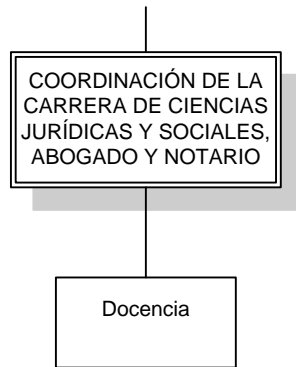 COORDINACIÓN DE LA
CARRERA DE CIENCIAS
JURÍDICAS Y SOCIALES,
ABOGADO Y NOTARIO
Docencia